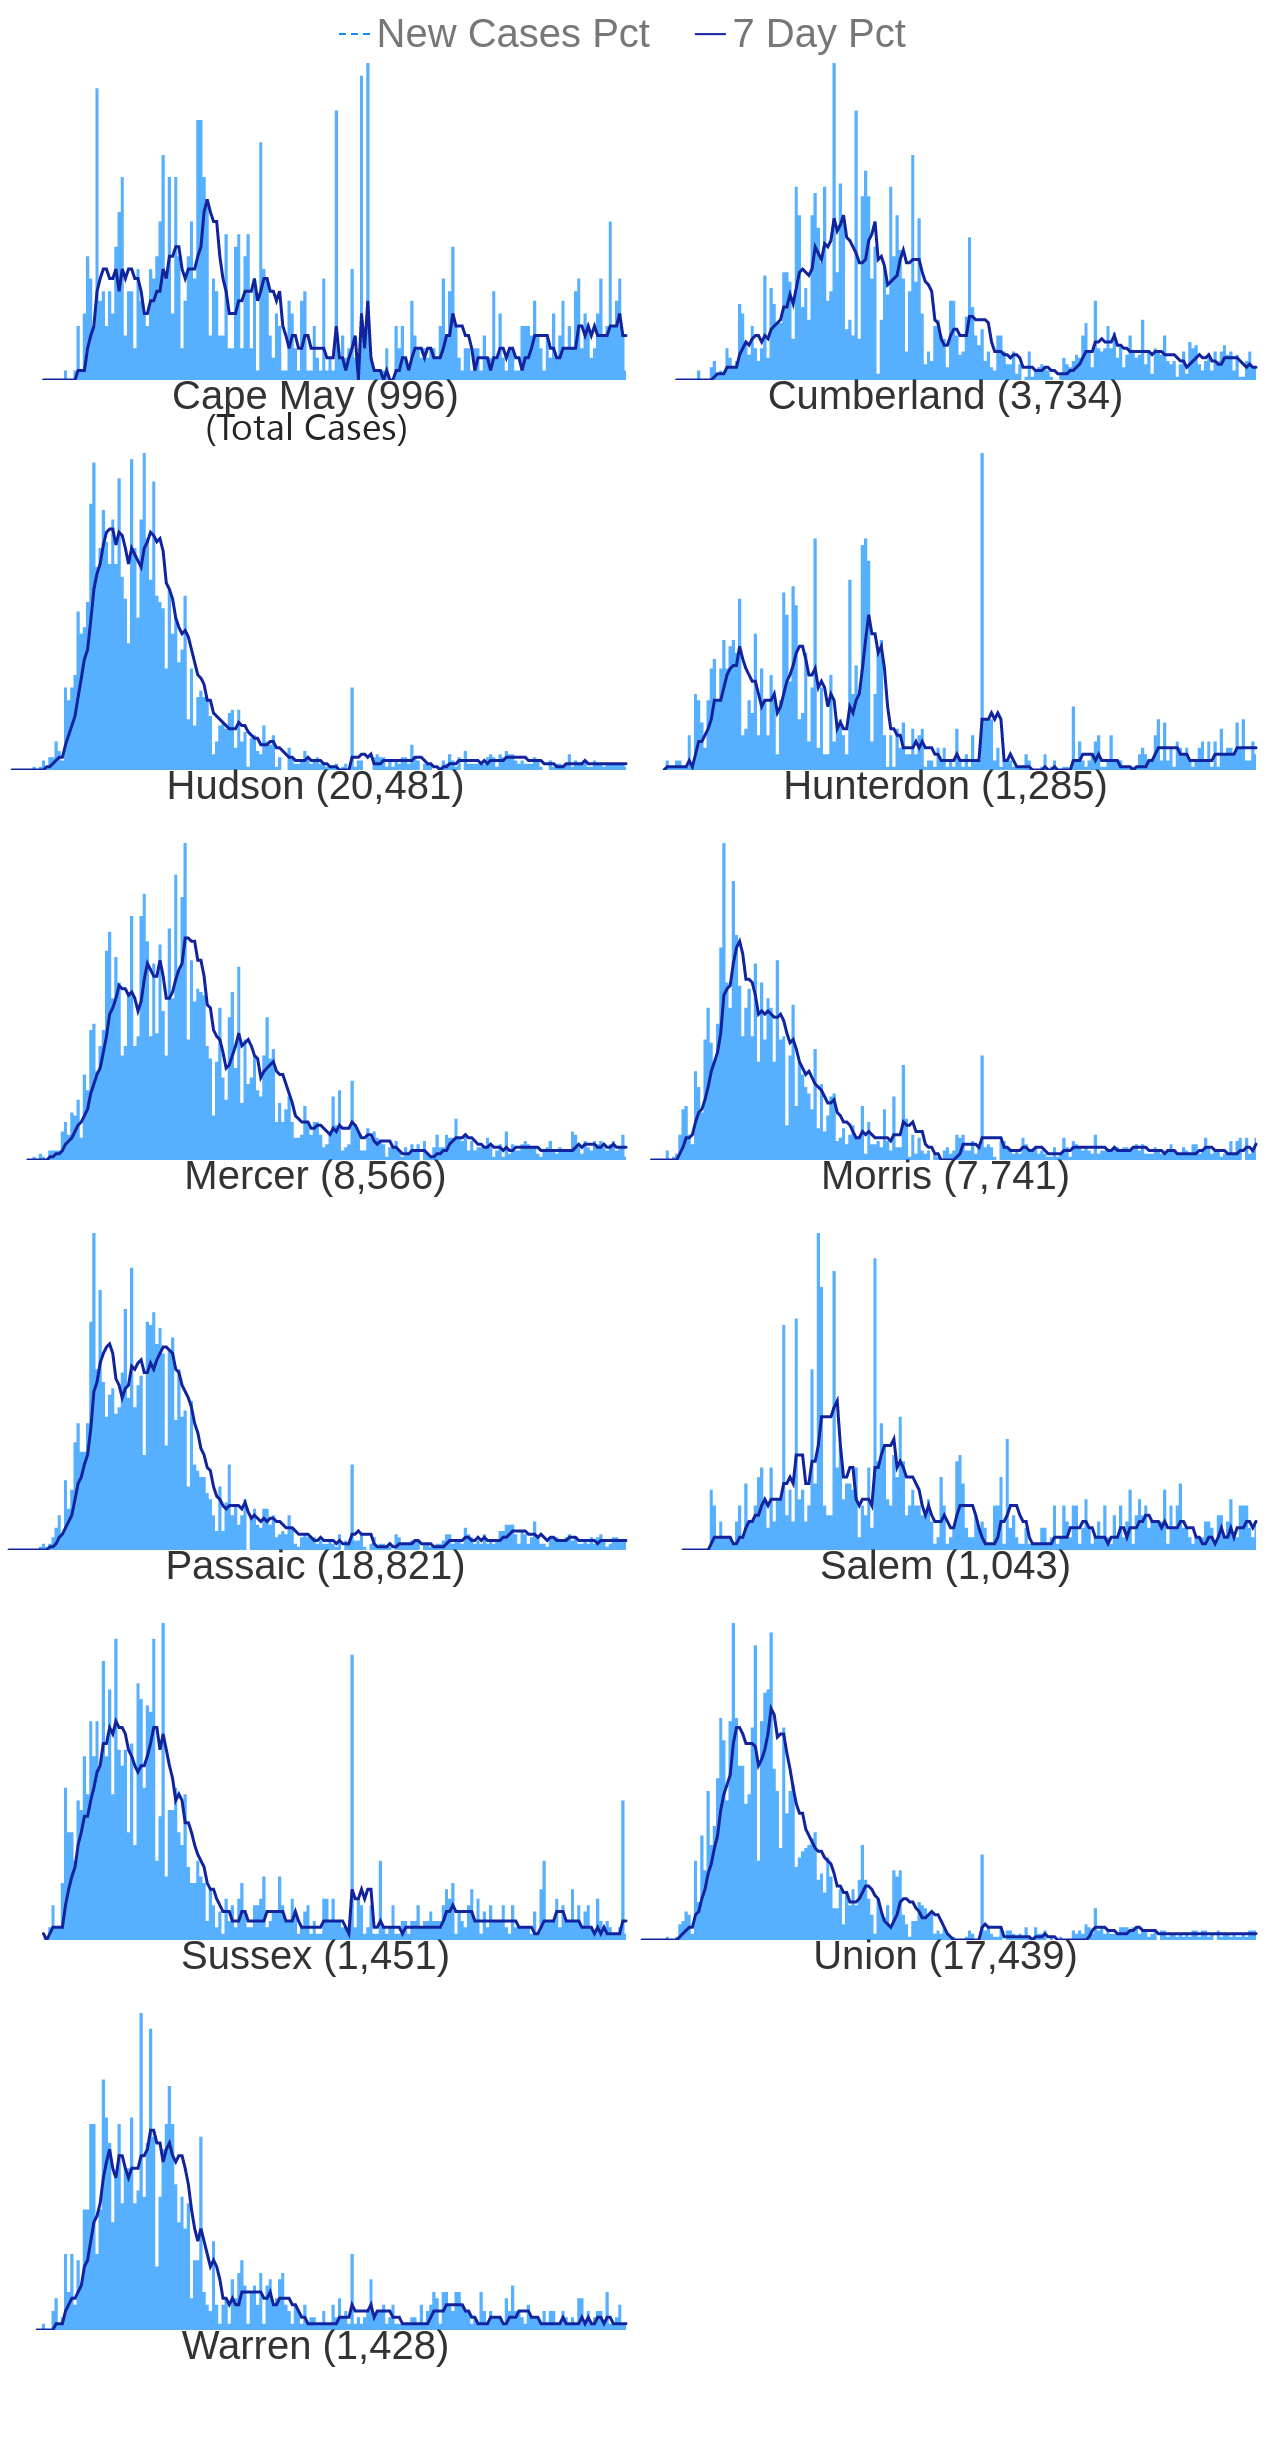 New Cases Pct 7 Day Pct
Cape May (996) Cumberland (3,734)
(Total Cases)
Hudson (20,481) Hunterdon (1,285)
Mercer (8,566) Morris (7,741)
Passaic (18,821) Salem (1,043)
Sussex (1,451) Union (17,439)
Warren (1,428)